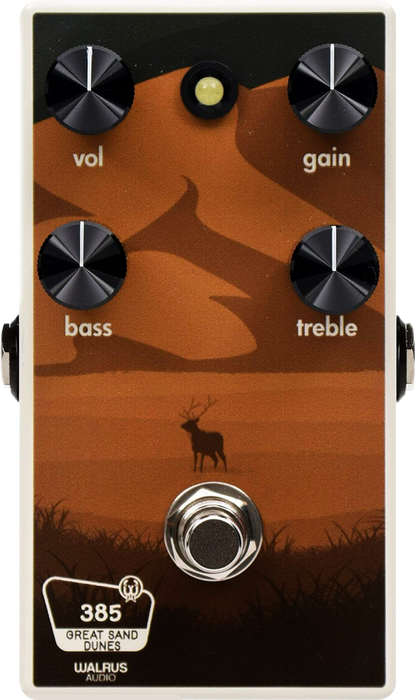 vol gain
bass treble
385
GREAT SAND
DUNES
WALRUS
AUDIO